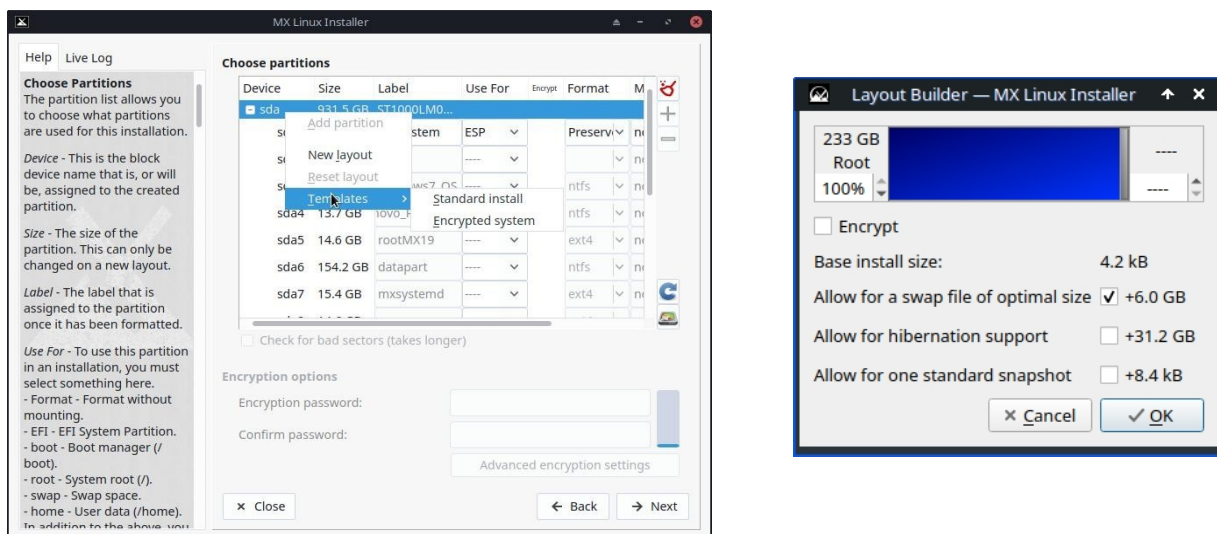 MX Linux Installer
Help Live Log
Choose Partitions
The partition list allows you
to choose what partitions
are used for this installation.
Device - This is the block
device name that is, or will
be, assigned to the created
partition.
Size - The size of the
partition. This can only be
changed on a new layout.
Label - The label that is
assigned to the partition
once it has been formatted.
Use For - To use this partition
in an installation, you must
select something here.
- Format - Format without
mounting.
- EFI - EFI System Partition.
- boot - Boot manager (/
boot).
- root - System root (/).
- swap - Swap space.
- home - User data (/home).
In addition to the above, you
Choose partitions
Device Size Label Use For Encrypt Format M
sda 931.5 GB ST1000LM0...
stem ESP Preserv
----
ws7_OS ---- ntfs
sda4 13.7 GB ntfs
sda5 14.6 GB rootMX19 ---- ext4
sda6 154.2 GB datapart ---- ntfs
sda7 15.4 GB mxsystemd ---- ext4
Add partition
New layout
Reset layout
Templates
Standard install
Encrypted system
Check for bad sectors (takes longer)
Encryption options
Encryption password:
Confirm password:
Advanced encryption settings
Close
Back Next
Layout Builder — MX Linux Installer
233 GB
Root
100%
----
----
Encrypt
Base install size: 4.2 kB
Allow for a swap file of optimal size +6.0 GB
Allow for hibernation support +31.2 GB
Allow for one standard snapshot +8.4 kB
Cancel OK